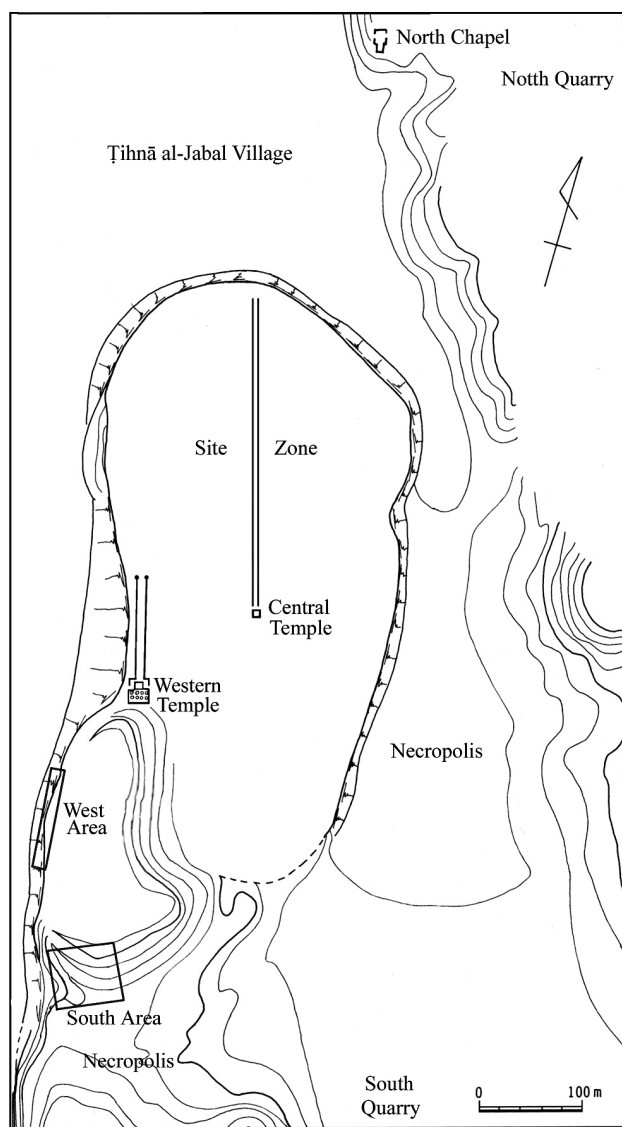 North Chapel
Notth Quarry
Ṭihnā al-Jabal Village
Site Zone
Central
Temple
Western
Temple
Necropolis
West
Area
South Area
Necropolis
South
Quarry
0 100 m